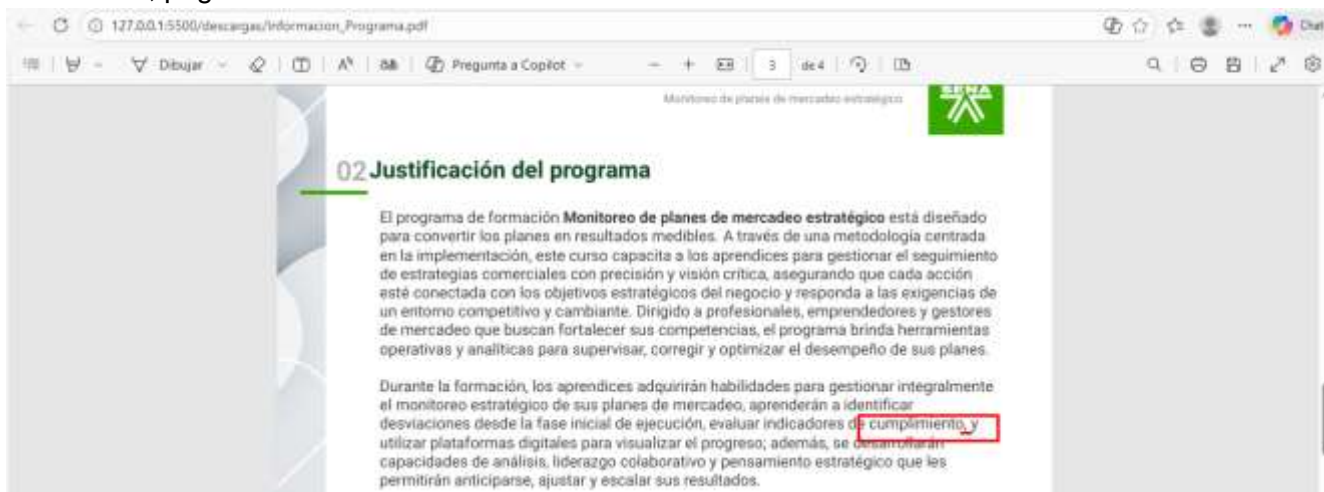 127.0.0.1:5500/descargas/Informacion_Programa.pdf
Chat
Dibujar
Pregunta a Copilot
3 de 4
Monitoreo de planes de mercadeo estratégico
SENA
02 Justificación del programa
El programa de formación Monitoreo de planes de mercadeo estratégico está diseñado
para convertir los planes en resultados medibles. A través de una metodología centrada
en la implementación, este curso capacita a los aprendices para gestionar el seguimiento
de estrategias comerciales con precisión y visión crítica, asegurando que cada acción
esté conectada con los objetivos estratégicos del negocio y responda a las exigencias de
un entorno competitivo y cambiante. Dirigido a profesionales, emprendedores y gestores
de mercadeo que buscan fortalecer sus competencias, el programa brinda herramientas
operativas y analíticas para supervisar, corregir y optimizar el desempeño de sus planes.
Durante la formación, los aprendices adquirirán habilidades para gestionar integralmente
el monitoreo estratégico de sus planes de mercadeo, aprenderán a identificar
desviaciones desde la fase inicial de ejecución, evaluar indicadores de cumplimiento, y
utilizar plataformas digitales para visualizar el progreso; además, se desarrollarán
capacidades de análisis, liderazgo colaborativo y pensamiento estratégico que les
permitirán anticiparse, ajustar y escalar sus resultados.